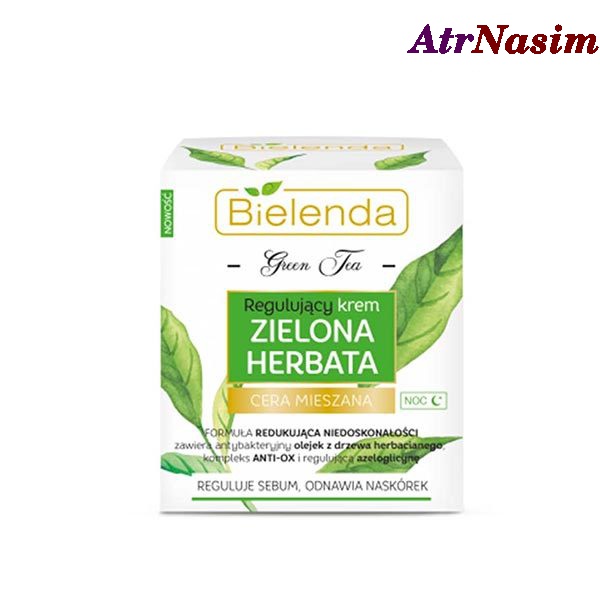 AtrNasim
NOWOŚĆ
Bielenda
Green Tea
Regulujący krem
ZIELONA
HERBATA
CERA MIESZANA
NOC
FORMUŁA REDUKUJĄCA NIEDOSKONAŁOŚCI
zawiera antybakteryjny olejek z drzewa herbacianego,
kompleks ANTI-OX i regulującą azeloglicynę
REGULUJE SEBUM, ODNAWIA NASKÓREK